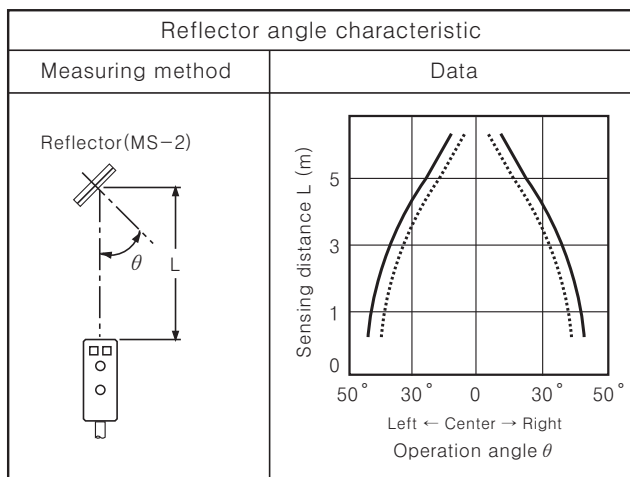 Reflector angle characteristic
Measuring method
Data
Reflector(MS-2)
θ
L
Sensing distance L (m)
5
3
1
0
50° 30° 0 30° 50°
Left ← Center → Right
Operation angle θ